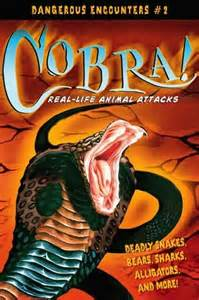 DANGEROUS ENCOUNTERS #2
COBRA!
REAL-LIFE ANIMAL ATTACKS
DEADLY SNAKES,
BEARS, SHARKS,
ALLIGATORS,
AND MORE!